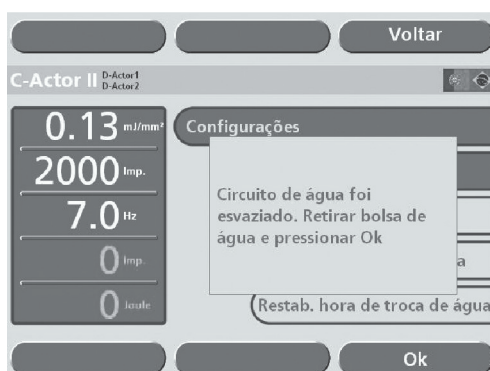 Voltar
C-Actor II D-Actor1
D-Actor2
0.13 mJ/mm²
2000 Imp.
7.0 Hz
0 Imp.
0 Joule
Configurações
Circuito de água foi
esvaziado. Retirar bolsa de
água e pressionar Ok
a
Restab. hora de troca de água
Ok